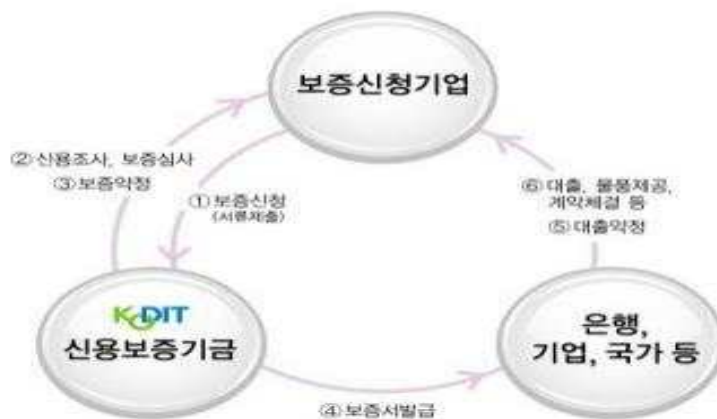 보증신청기업
② 신용조사, 보증심사
③ 보증약정
① 보증신청
(서류제출)
⑥ 대출, 물품제공,
계약체결 등
⑤ 대출약정
KODIT
신용보증기금
은행,
기업, 국가 등
④ 보증서발급